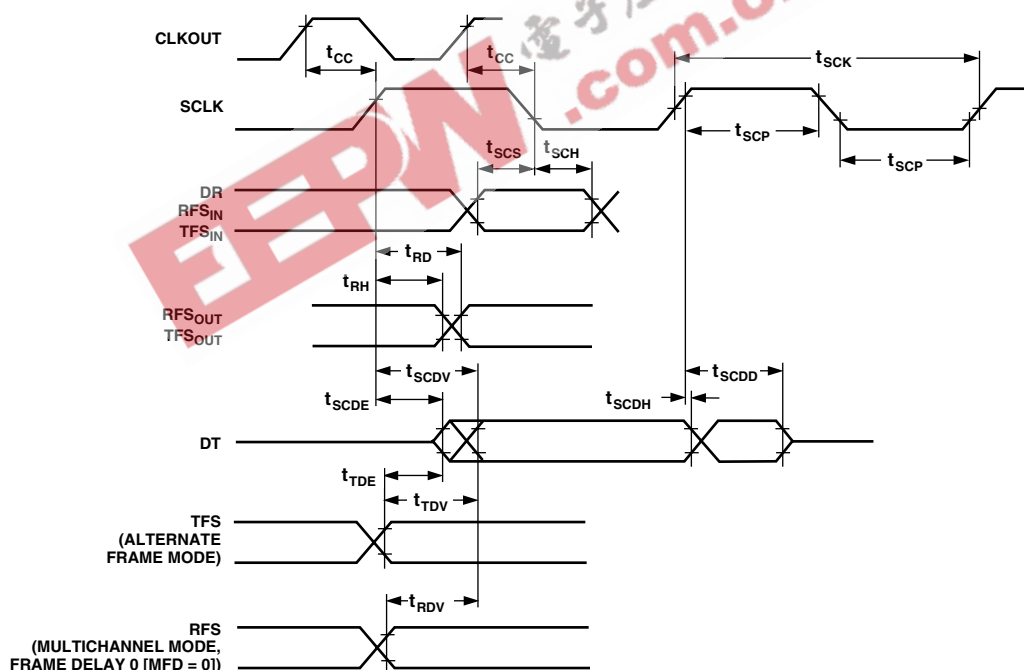 CLKOUT
tCC
tCC
tSCK
SCLK
tSCP
tSCP
tSCS
tSCH
DR
RFSIN
TFSIN
tRD
tRH
RFSOUT
TFSOUT
tSCDV
tSCDE
tSCDD
tSCDH
DT
tTDE
tTDV
TFS
(ALTERNATE
FRAME MODE)
tRDV
RFS
(MULTICHANNEL MODE,
FRAME DELAY 0 [MFD = 0])
EEPW
.com.cn